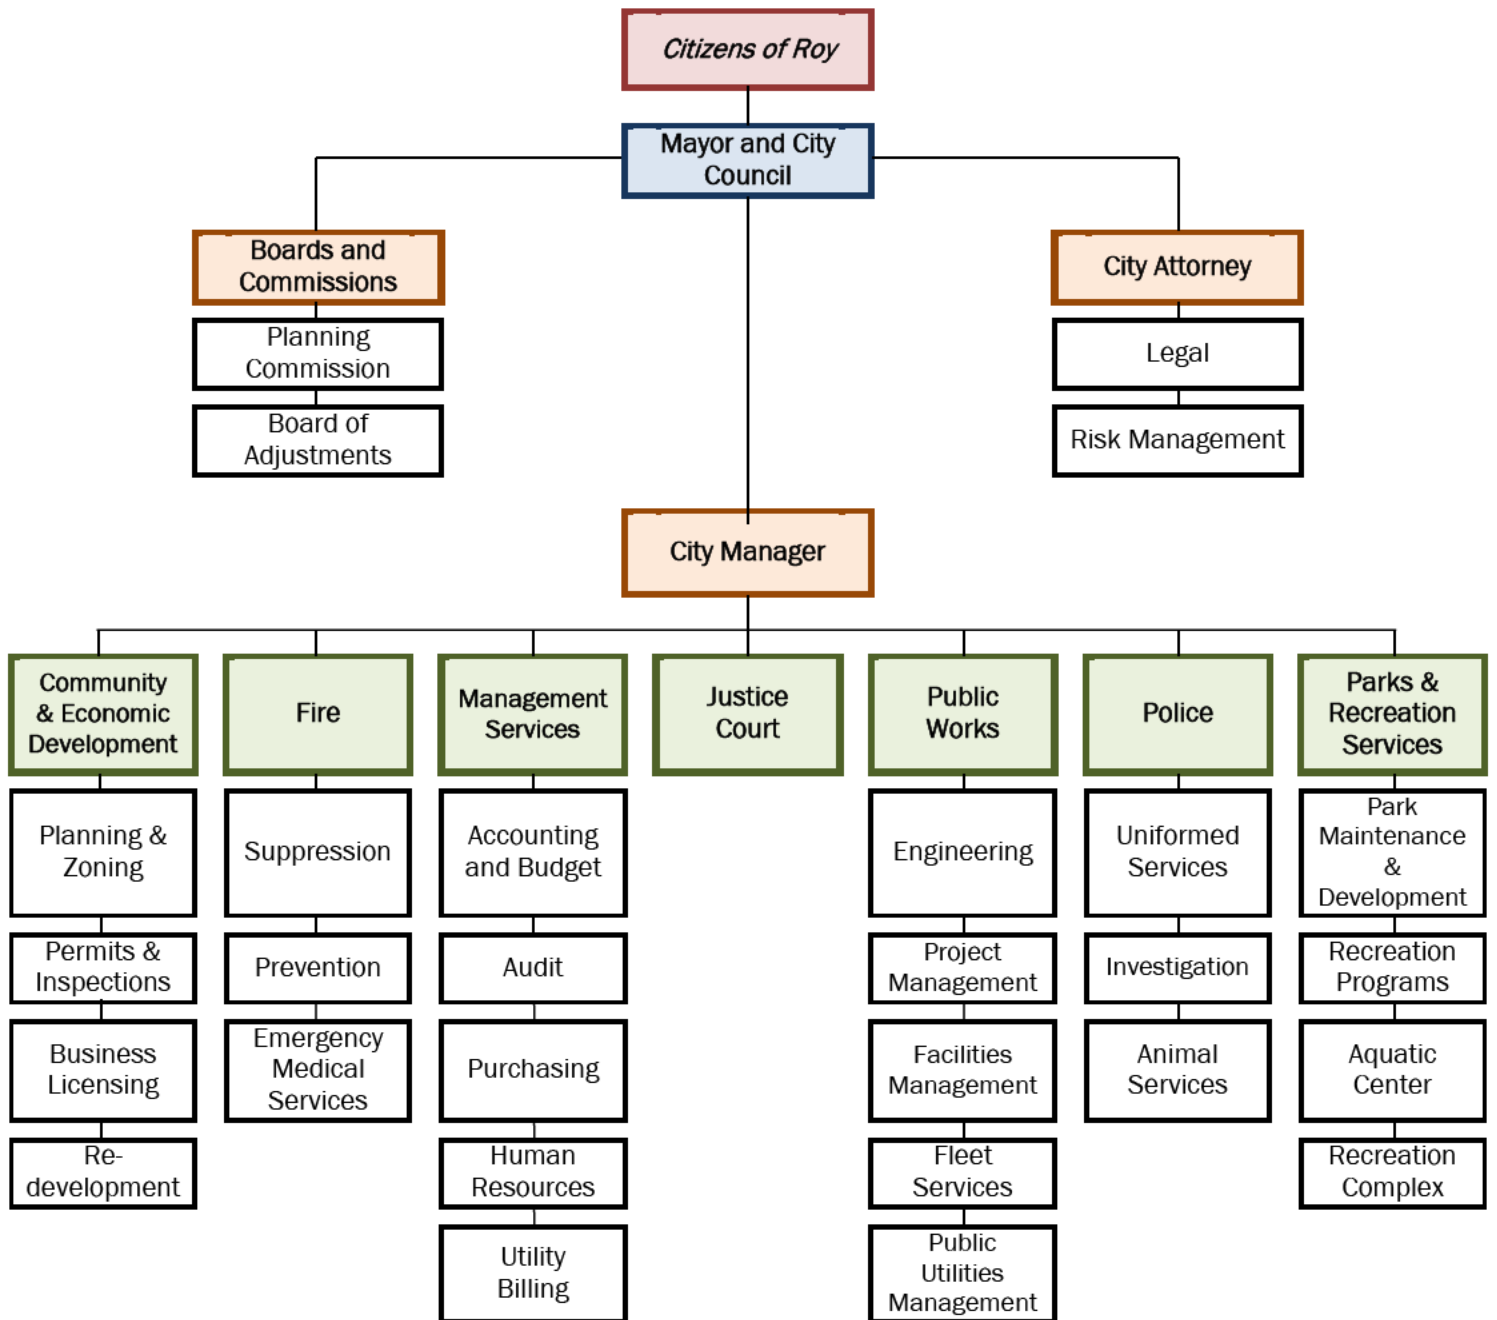 Citizens of Roy
Mayor and City
Council
Boards and
Commissions
Planning
Commission
Board of
Adjustments
City Attorney
Legal
Risk Management
City Manager
Community
& Economic
Development
Planning &
Zoning
Permits &
Inspections
Business
Licensing
Re-
development
Fire
Suppression
Prevention
Emergency
Medical
Services
Management
Services
Accounting
and Budget
Audit
Purchasing
Human
Resources
Utility
Billing
Justice
Court
Public
Works
Engineering
Project
Management
Facilities
Management
Fleet
Services
Public
Utilities
Management
Police
Uniformed
Services
Investigation
Animal
Services
Parks &
Recreation
Services
Park
Maintenance
&
Development
Recreation
Programs
Aquatic
Center
Recreation
Complex